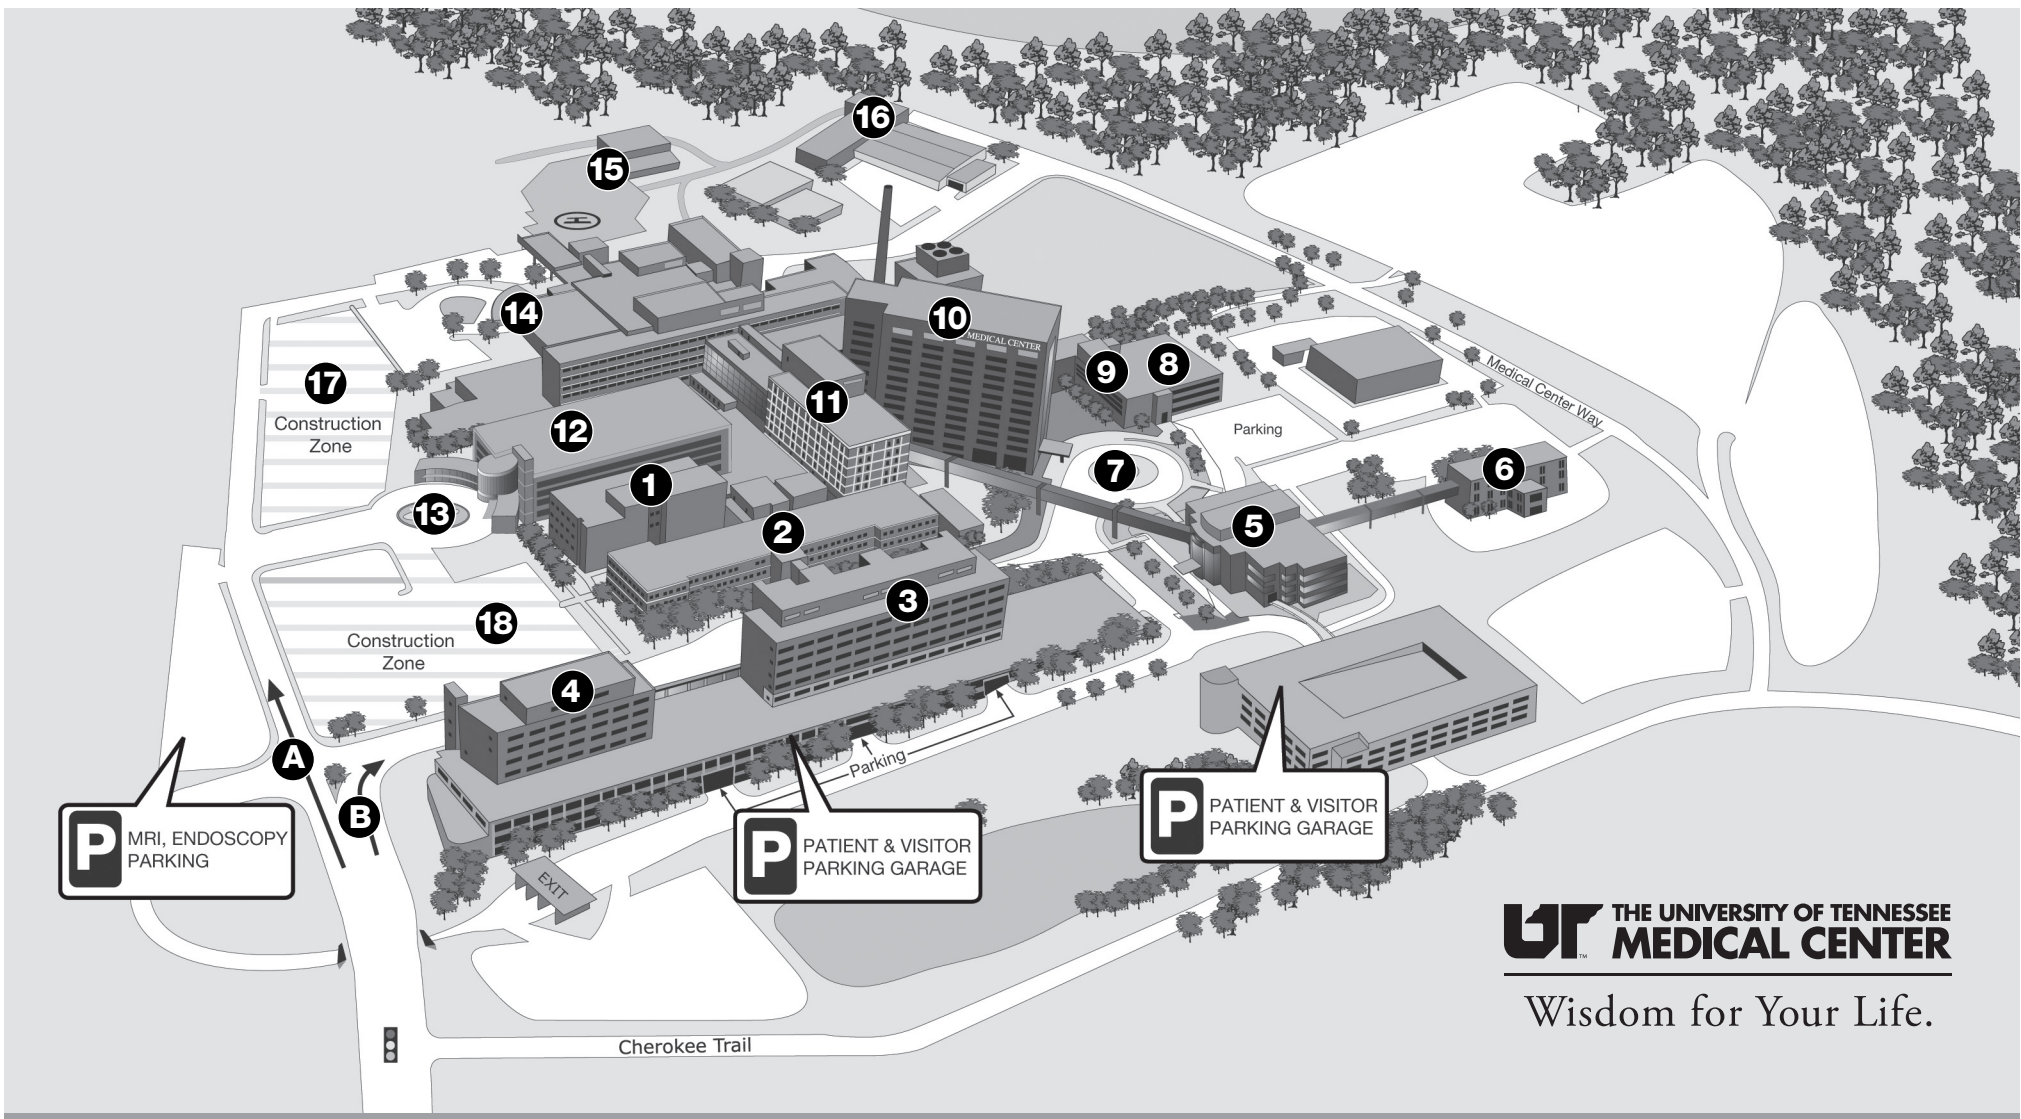 16
15
H
14
10
MEDICAL CENTER
17
Construction
Zone
11
9
8
Medical Center Way
12
Parking
1
7
6
13
2
5
18
Construction
Zone
3
4
A
B
Parking
P
MRI, ENDOSCOPY
PARKING
P
PATIENT & VISITOR
PARKING GARAGE
P
PATIENT & VISITOR
PARKING GARAGE
EXIT
Cherokee Trail
UT
™
THE UNIVERSITY OF TENNESSEE
MEDICAL CENTER
Wisdom for Your Life.